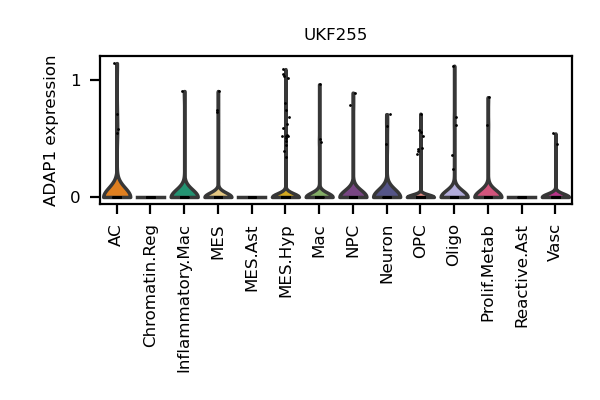 UKF255
ADAP1 expression
1
0
AC
Chromatin.Reg
Inflammatory.Mac
MES
MES.Ast
MES.Hyp
Mac
NPC
Neuron
OPC
Oligo
Prolif.Metab
Reactive.Ast
Vasc